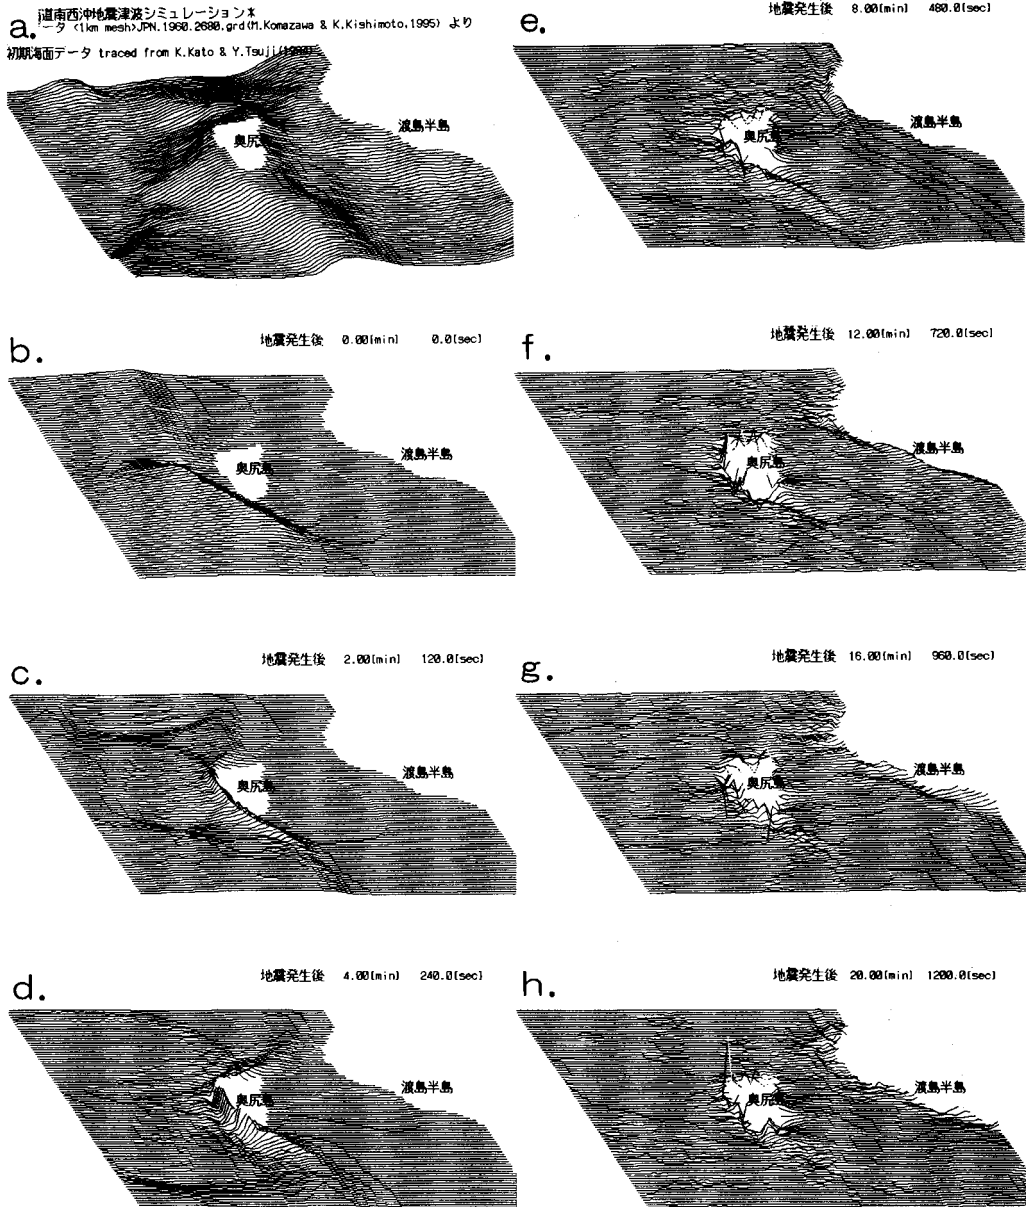 a.
道南西沖地震津波シミュレーション*
ータ <1km mesh>JPN.1960.2680.grd(M.Komazawa & K.Kishimoto,1995) より
初期海面データ traced from K.Kato & Y.Tsuji
奥尻島
渡島半島
b.
地震発生後 0.00[min] 0.0[sec]
奥尻島
渡島半島
c.
地震発生後 2.00[min] 120.0[sec]
奥尻島
渡島半島
d.
地震発生後 4.00[min] 240.0[sec]
奥尻島
渡島半島
e.
地震発生後 8.00[min] 480.0[sec]
奥尻島
渡島半島
f.
地震発生後 12.00[min] 720.0[sec]
奥尻島
渡島半島
g.
地震発生後 16.00[min] 960.0[sec]
奥尻島
渡島半島
h.
地震発生後 20.00[min] 1200.0[sec]
奥尻島
渡島半島